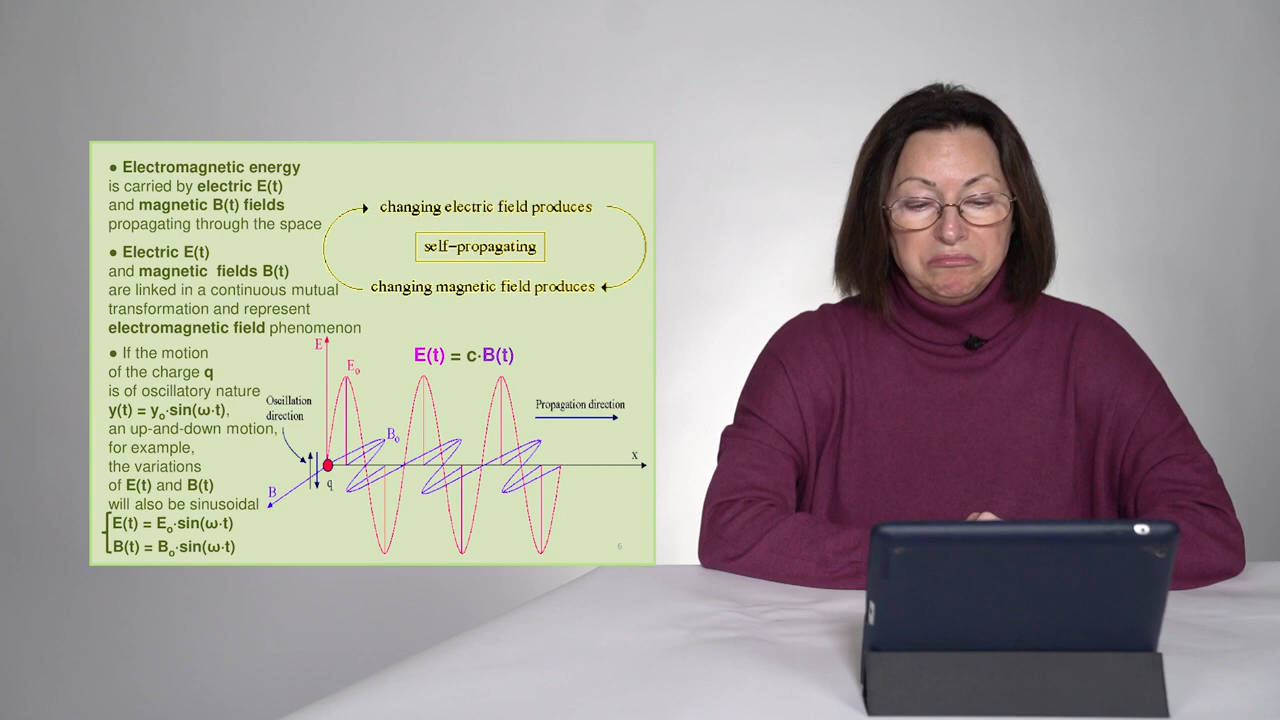 ● Electromagnetic energy
is carried by electric E(t)
and magnetic B(t) fields
propagating through the space
● Electric E(t)
and magnetic fields B(t)
are linked in a continuous mutual
transformation and represent
electromagnetic field phenomenon
● If the motion
of the charge q
is of oscillatory nature
y(t) = yo·sin(ω·t),
an up-and-down motion,
for example,
the variations
of E(t) and B(t)
will also be sinusoidal
E(t) = Eo·sin(ω·t)
B(t) = Bo·sin(ω·t)
changing electric field produces
self-propagating
changing magnetic field produces
E(t) = c·B(t)
E
Eo
Oscillation
direction
Propagation direction
Bo
x
B
q
6